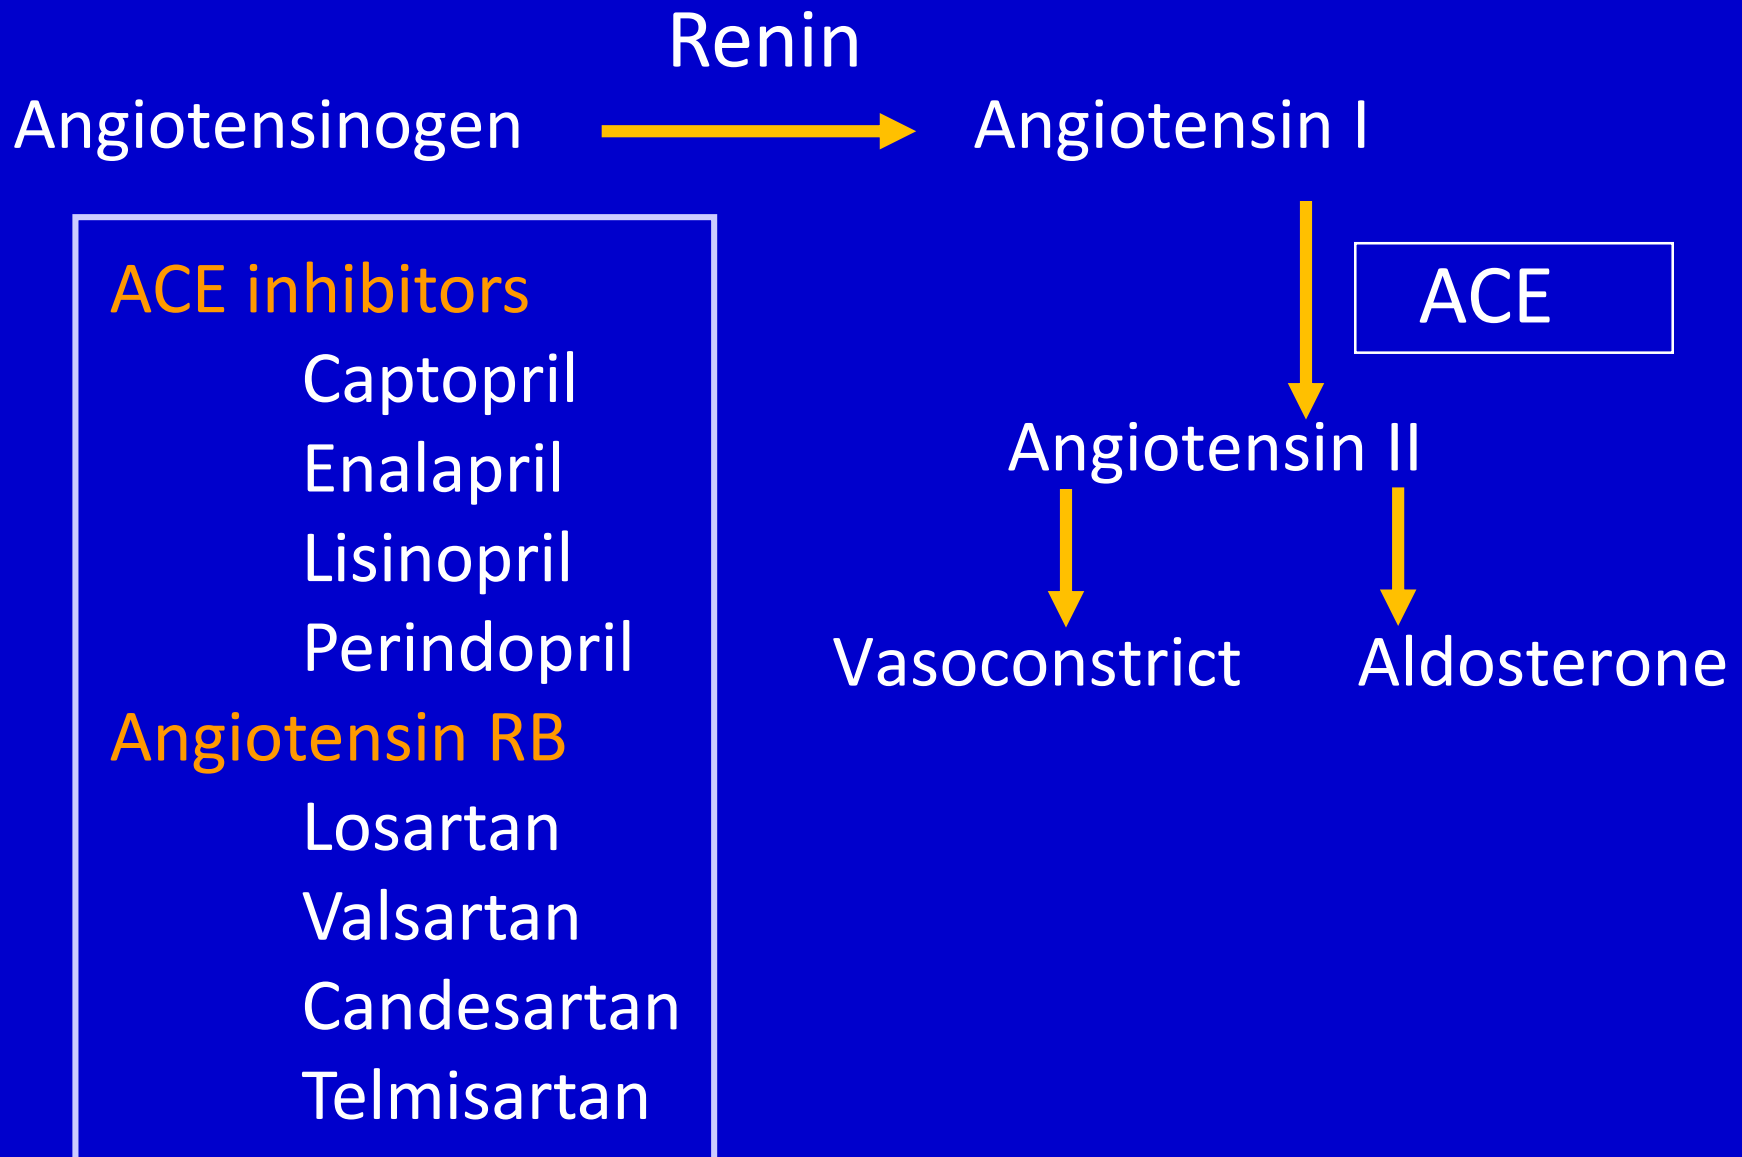 Renin
Angiotensinogen
Angiotensin I
ACE inhibitors
Captopril
Enalapril
Lisinopril
Perindopril
Angiotensin RB
Losartan
Valsartan
Candesartan
Telmisartan
ACE
Angiotensin II
Vasoconstrict
Aldosterone